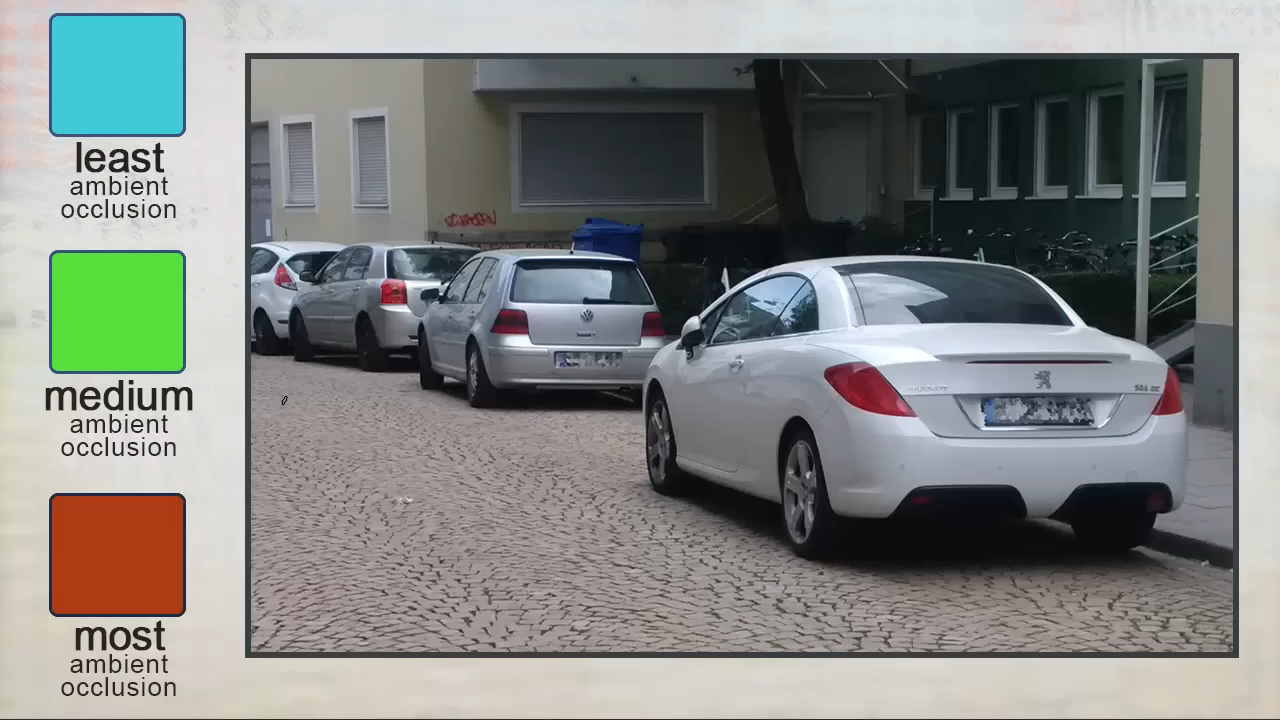 least
ambient
occlusion
medium
ambient
occlusion
most
ambient
occlusion